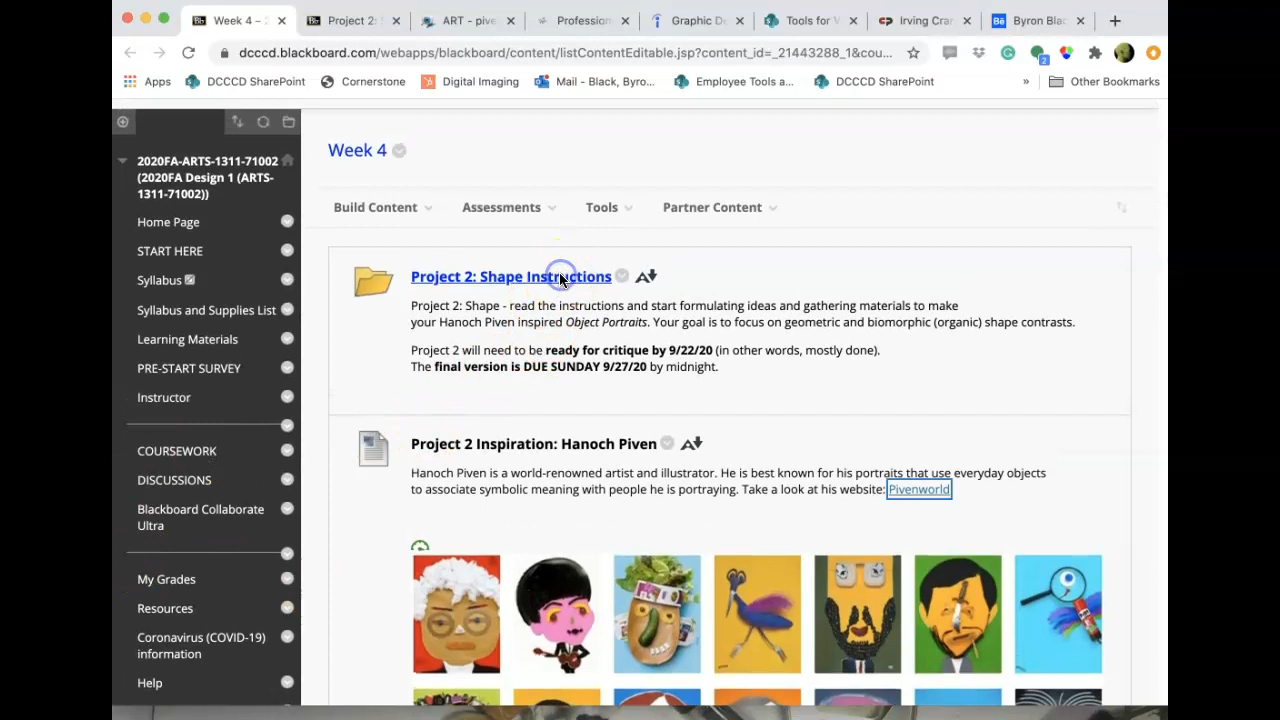 Week 4 – 2
Project 2:
ART - pive
Profession
Graphic De
Tools for V
Irving Cran
Byron Blac
dcccd.blackboard.com/webapps/blackboard/content/listContentEditable.jsp?content_id=_21443288_1&cou...
2
Apps
DCCCD SharePoint
Cornerstone
Digital Imaging
Mail - Black, Byro...
Employee Tools a...
DCCCD SharePoint
»
Other Bookmarks
2020FA-ARTS-1311-71002
(2020FA Design 1 (ARTS-
1311-71002))
Home Page
START HERE
Syllabus
Syllabus and Supplies List
Learning Materials
PRE-START SURVEY
Instructor
COURSEWORK
DISCUSSIONS
Blackboard Collaborate
Ultra
My Grades
Resources
Coronavirus (COVID-19)
information
Help
Week 4
Build Content
Assessments
Tools
Partner Content
Project 2: Shape Instructions
Project 2: Shape - read the instructions and start formulating ideas and gathering materials to make
your Hanoch Piven inspired Object Portraits. Your goal is to focus on geometric and biomorphic (organic) shape contrasts.
Project 2 will need to be ready for critique by 9/22/20 (in other words, mostly done).
The final version is DUE SUNDAY 9/27/20 by midnight.
Project 2 Inspiration: Hanoch Piven
Hanoch Piven is a world-renowned artist and illustrator. He is best known for his portraits that use everyday objects
to associate symbolic meaning with people he is portraying. Take a look at his website: Pivenworld